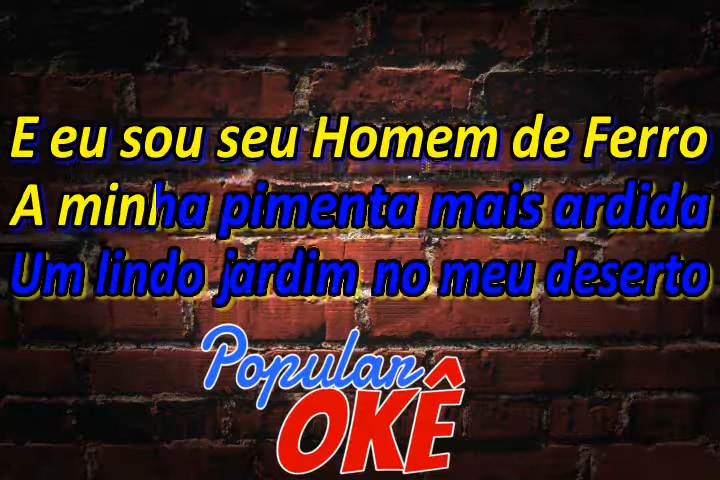 E eu sou seu Homem de Ferro
A minha pimenta mais ardida
Um lindo jardim no meu deserto
Popular
OKÊ